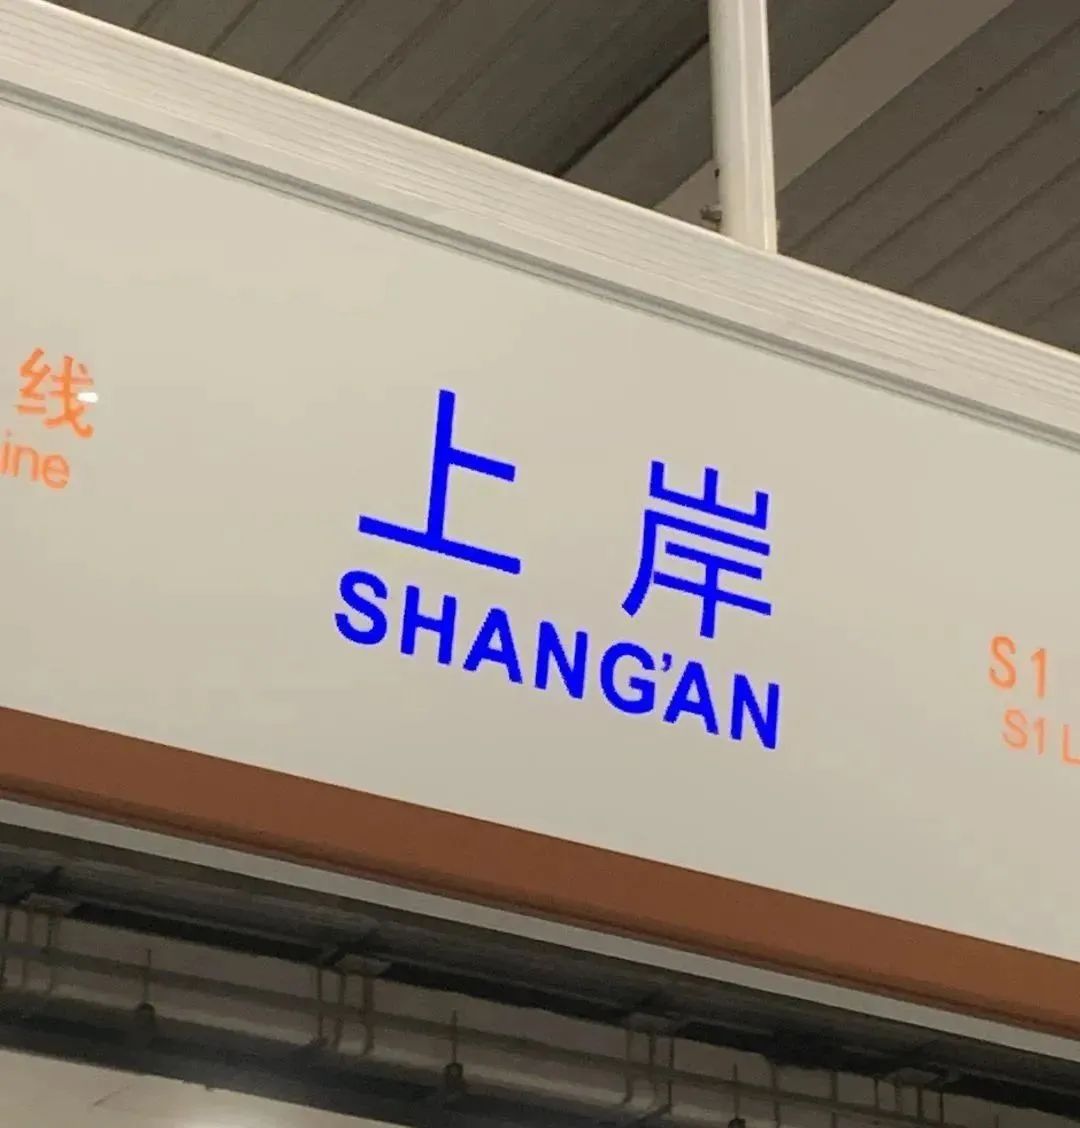 线
ine
上岸
SHANG'AN
S1
S1 L